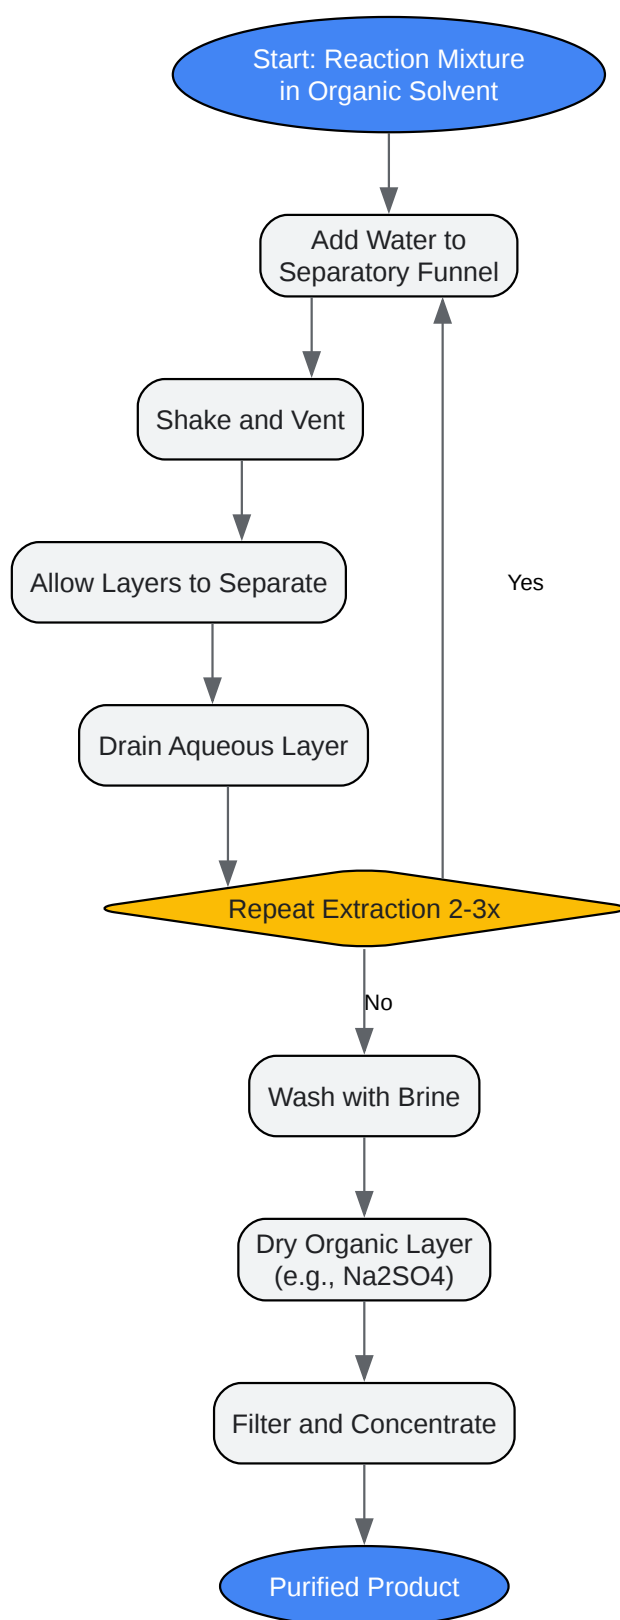 Start: Reaction Mixture
in Organic Solvent
Add Water to
Separatory Funnel
Shake and Vent
Allow Layers to Separate
Yes
Drain Aqueous Layer
Repeat Extraction 2-3x
No
Wash with Brine
Dry Organic Layer
(e.g., Na2SO4)
Filter and Concentrate
Purified Product